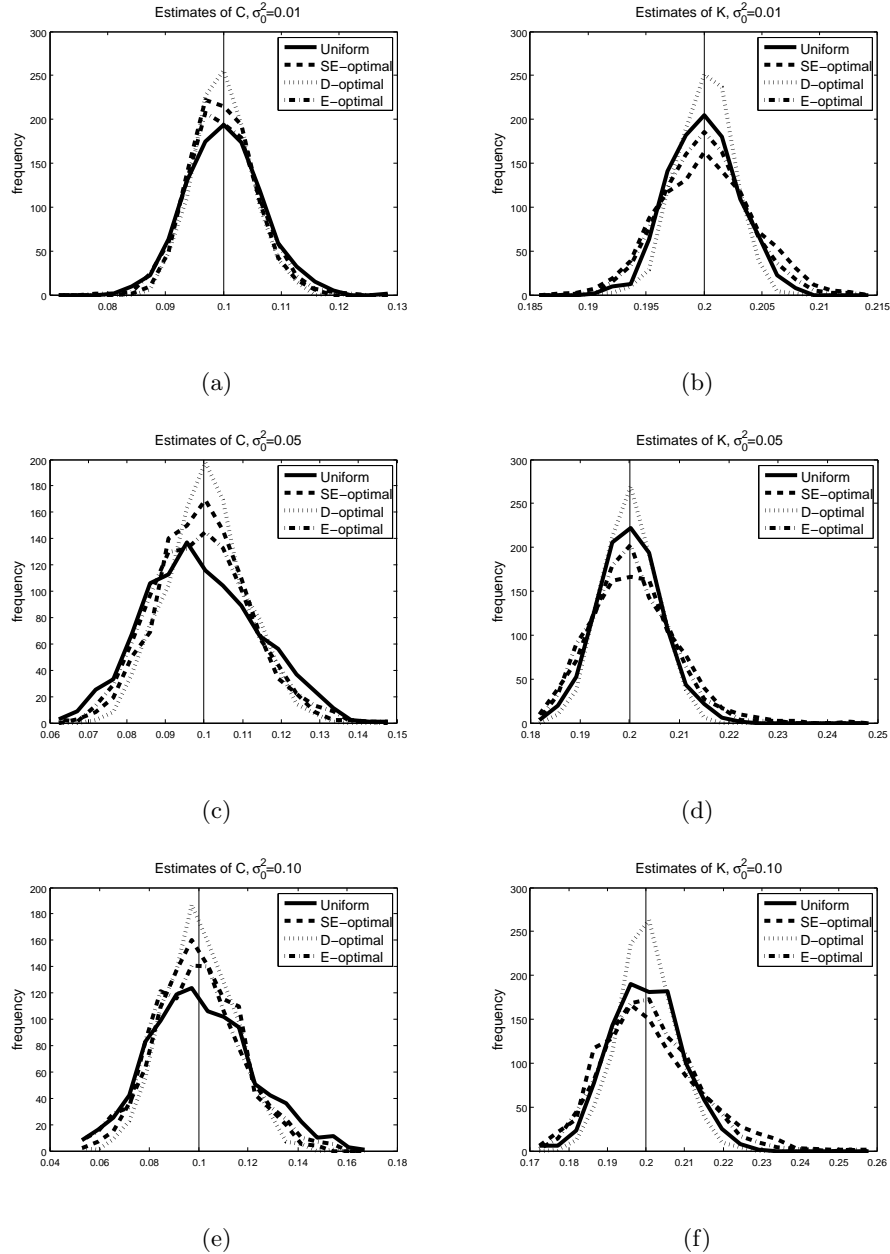 Estimates of C, σ₀²=0.01
300
250
200
150
100
50
0
frequency
0.08
0.09
0.1
0.11
0.12
0.13
Uniform
SE−optimal
D−optimal
E−optimal
(a)
Estimates of K, σ₀²=0.01
300
250
200
150
100
50
0
frequency
0.185
0.19
0.195
0.2
0.205
0.21
0.215
Uniform
SE−optimal
D−optimal
E−optimal
(b)
Estimates of C, σ₀²=0.05
200
180
160
140
120
100
80
60
40
20
0
frequency
0.06
0.07
0.08
0.09
0.1
0.11
0.12
0.13
0.14
0.15
Uniform
SE−optimal
D−optimal
E−optimal
(c)
Estimates of K, σ₀²=0.05
300
250
200
150
100
50
0
frequency
0.18
0.19
0.2
0.21
0.22
0.23
0.24
0.25
Uniform
SE−optimal
D−optimal
E−optimal
(d)
Estimates of C, σ₀²=0.10
200
180
160
140
120
100
80
60
40
20
0
frequency
0.04
0.06
0.08
0.1
0.12
0.14
0.16
0.18
Uniform
SE−optimal
D−optimal
E−optimal
(e)
Estimates of K, σ₀²=0.10
300
250
200
150
100
50
0
frequency
0.17
0.18
0.19
0.2
0.21
0.22
0.23
0.24
0.25
0.26
Uniform
SE−optimal
D−optimal
E−optimal
(f)